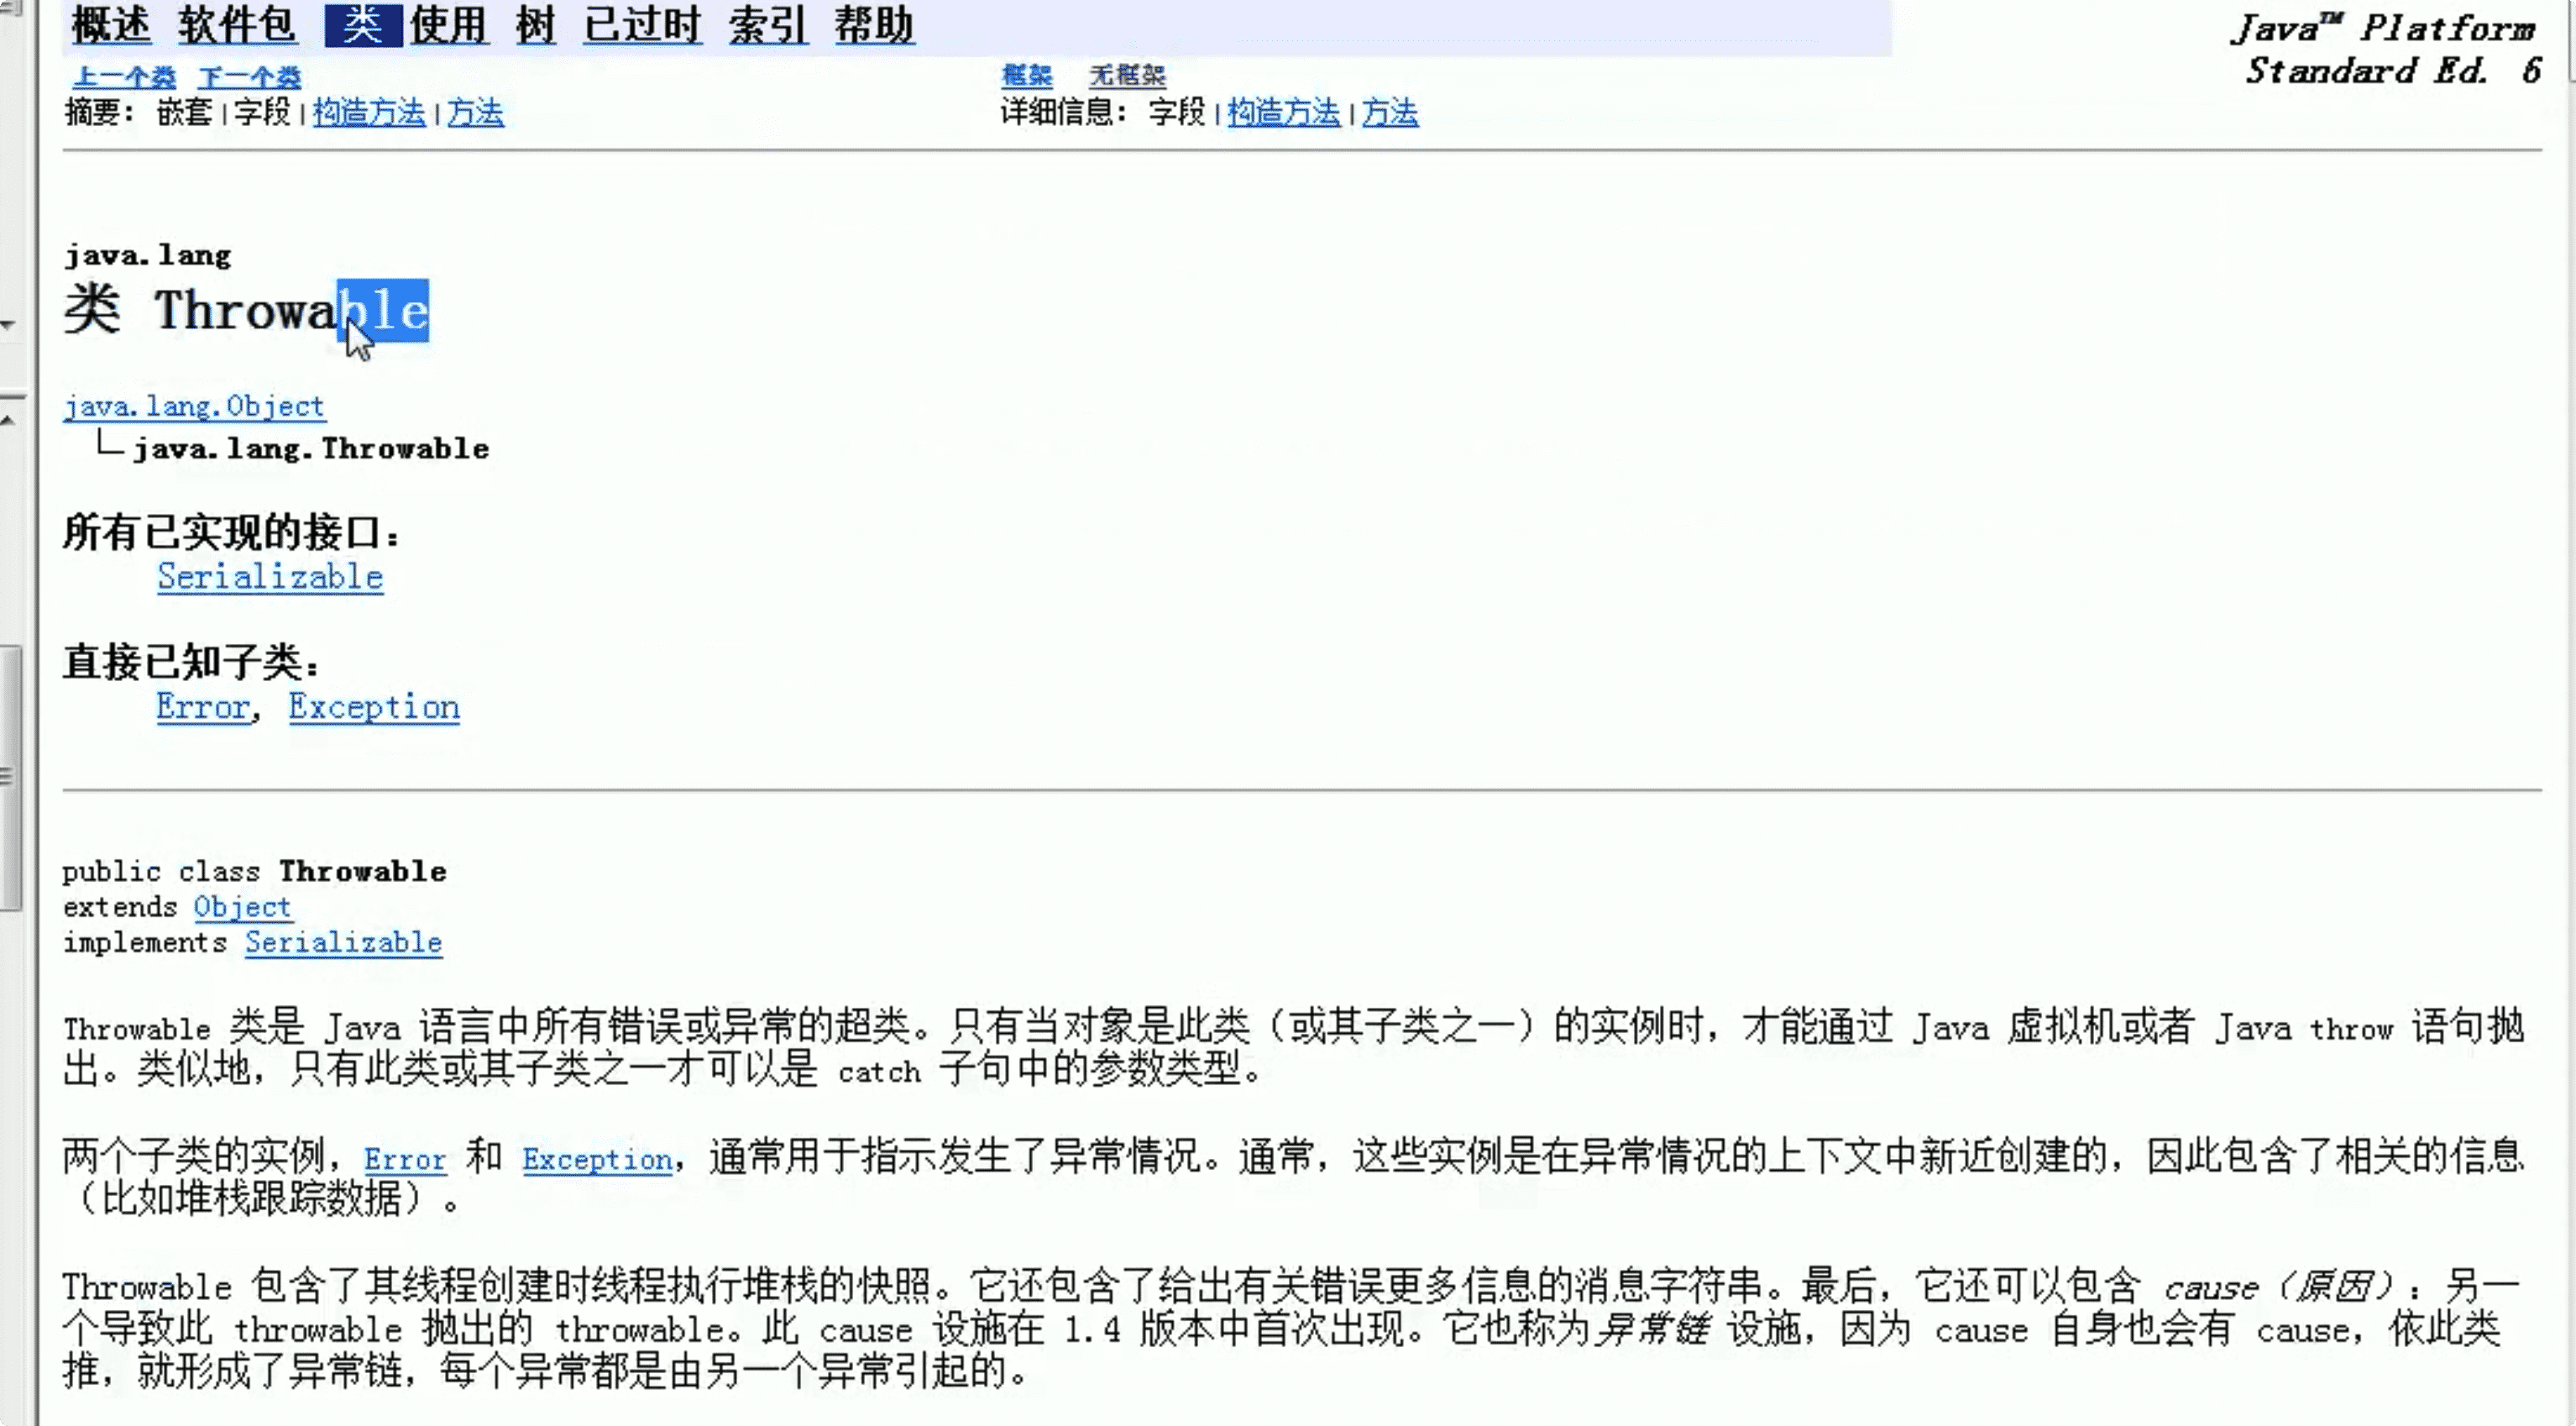 概述 软件包 类 使用 树 已过时 索引 帮助
Java™ Platform
Standard Ed. 6
上一个类 下一个类
框架 无框架
摘要： 嵌套 | 字段 | 构造方法 | 方法
详细信息： 字段 | 构造方法 | 方法
java.lang
类 Throwable
java.lang.Object
java.lang.Throwable
所有已实现的接口：
Serializable
直接已知子类：
Error, Exception
public class Throwable
extends Object
implements Serializable
Throwable 类是 Java 语言中所有错误或异常的超类。只有当对象是此类（或其子类之一）的实例时，才能通过 Java 虚拟机或者 Java throw 语句抛
出。类似地，只有此类或其子类之一才可以是 catch 子句中的参数类型。
两个子类的实例，Error 和 Exception，通常用于指示发生了异常情况。通常，这些实例是在异常情况的上下文中新近创建的，因此包含了相关的信息
（比如堆栈跟踪数据）。
Throwable 包含了其线程创建时线程执行堆栈的快照。它还包含了给出有关错误更多信息的消息字符串。最后，它还可以包含 cause（原因）：另一
个导致此 throwable 抛出的 throwable。此 cause 设施在 1.4 版本中首次出现。它也称为异常链 设施，因为 cause 自身也会有 cause，依此类
推，就形成了异常链，每个异常都是由另一个异常引起的。